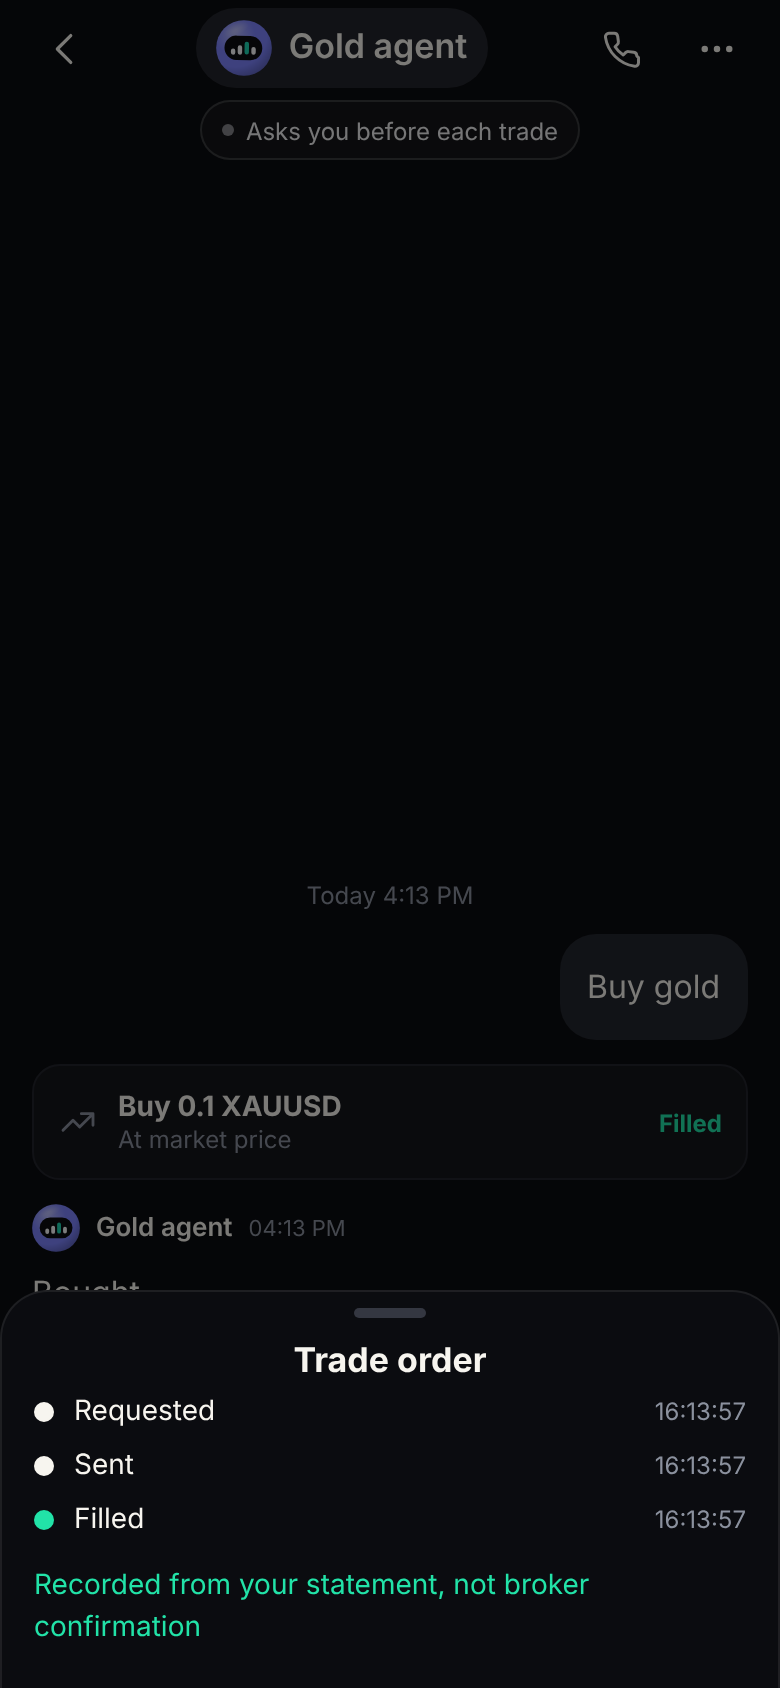 Gold agent
Asks you before each trade
Today 4:13 PM
Buy gold
Buy 0.1 XAUUSD
At market price
Filled
Gold agent 04:13 PM
Bought
Trade order
Requested 16:13:57
Sent 16:13:57
Filled 16:13:57
Recorded from your statement, not broker
confirmation